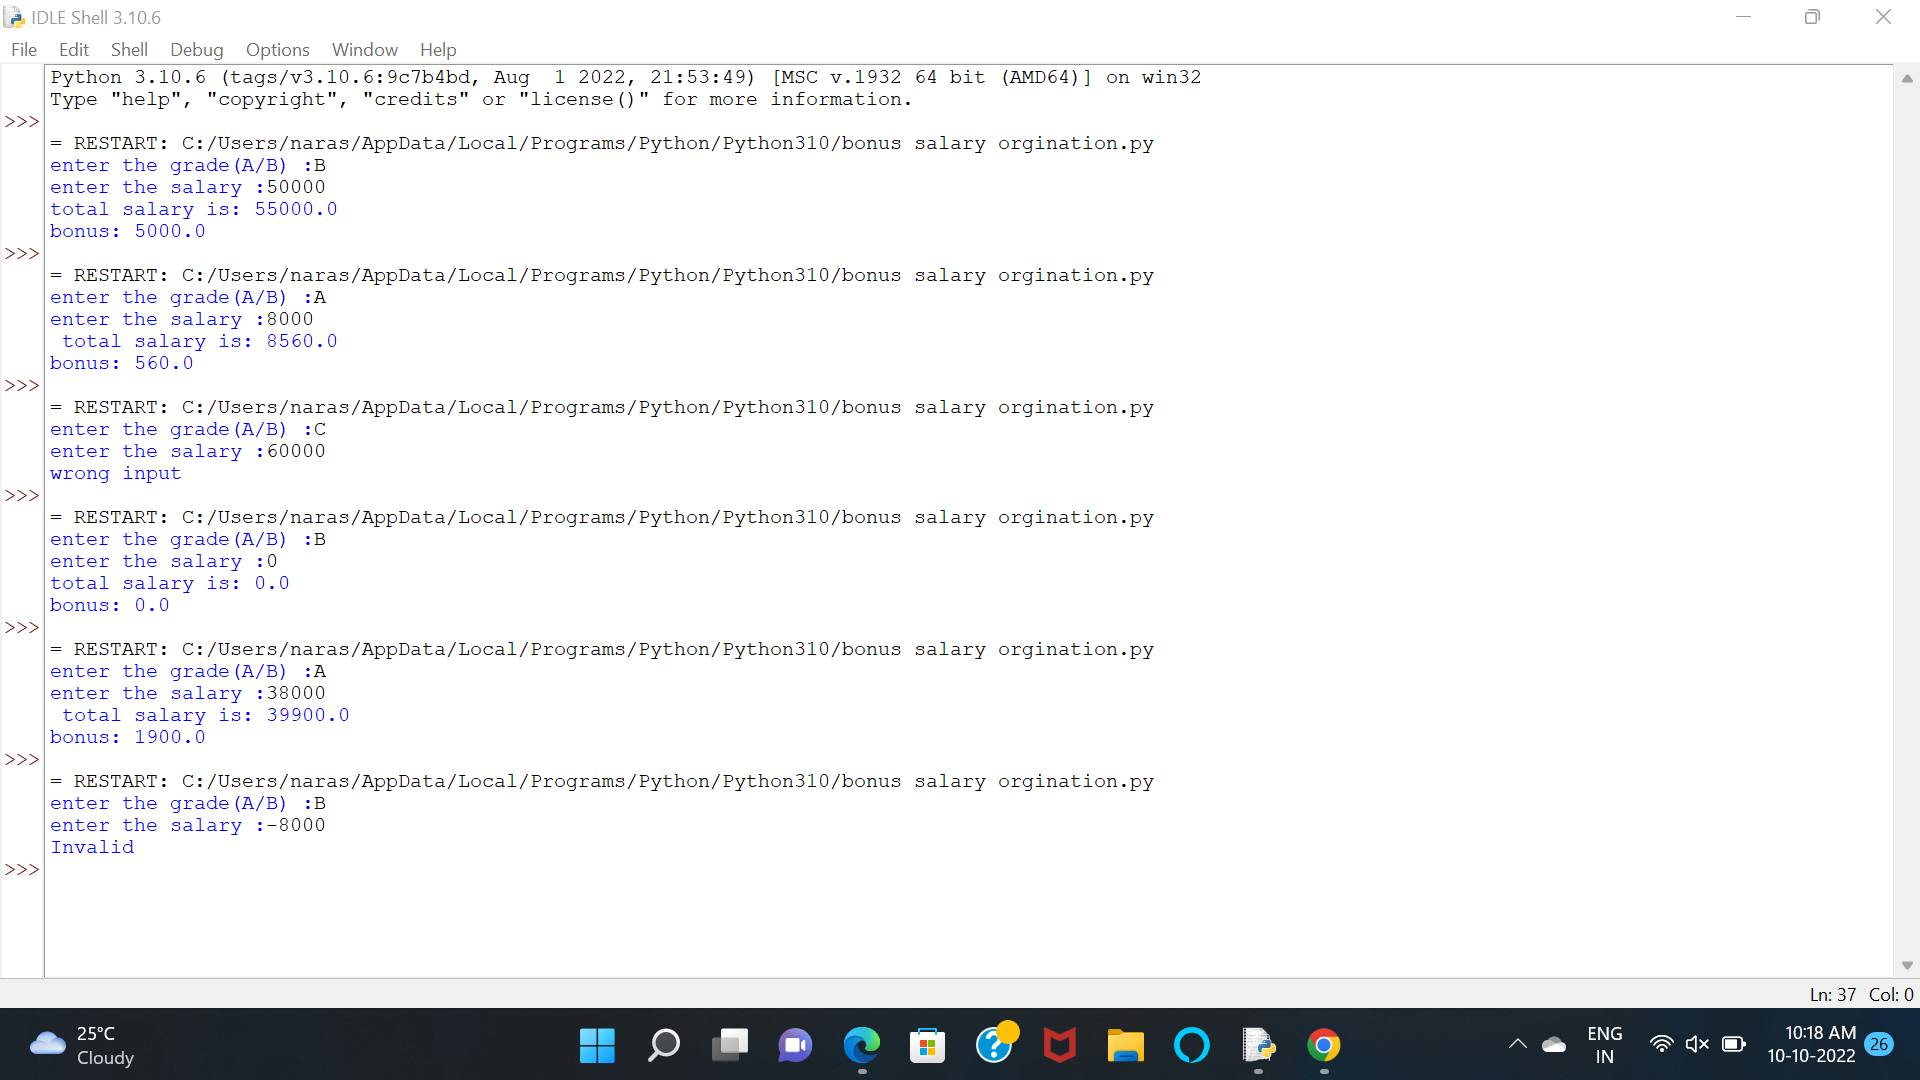 IDLE Shell 3.10.6
File Edit Shell Debug Options Window Help
Python 3.10.6 (tags/v3.10.6:9c7b4bd, Aug  1 2022, 21:53:49) [MSC v.1932 64 bit (AMD64)] on win32
Type "help", "copyright", "credits" or "license()" for more information.
>>>
= RESTART: C:/Users/naras/AppData/Local/Programs/Python/Python310/bonus salary orgination.py
enter the grade(A/B) :B
enter the salary :50000
total salary is: 55000.0
bonus: 5000.0
>>>
= RESTART: C:/Users/naras/AppData/Local/Programs/Python/Python310/bonus salary orgination.py
enter the grade(A/B) :A
enter the salary :8000
 total salary is: 8560.0
bonus: 560.0
>>>
= RESTART: C:/Users/naras/AppData/Local/Programs/Python/Python310/bonus salary orgination.py
enter the grade(A/B) :C
enter the salary :60000
wrong input
>>>
= RESTART: C:/Users/naras/AppData/Local/Programs/Python/Python310/bonus salary orgination.py
enter the grade(A/B) :B
enter the salary :0
total salary is: 0.0
bonus: 0.0
>>>
= RESTART: C:/Users/naras/AppData/Local/Programs/Python/Python310/bonus salary orgination.py
enter the grade(A/B) :A
enter the salary :38000
 total salary is: 39900.0
bonus: 1900.0
>>>
= RESTART: C:/Users/naras/AppData/Local/Programs/Python/Python310/bonus salary orgination.py
enter the grade(A/B) :B
enter the salary :-8000
Invalid
>>>
Ln: 37 Col: 0
25°C
Cloudy
ENG
IN
10:18 AM
10-10-2022
26